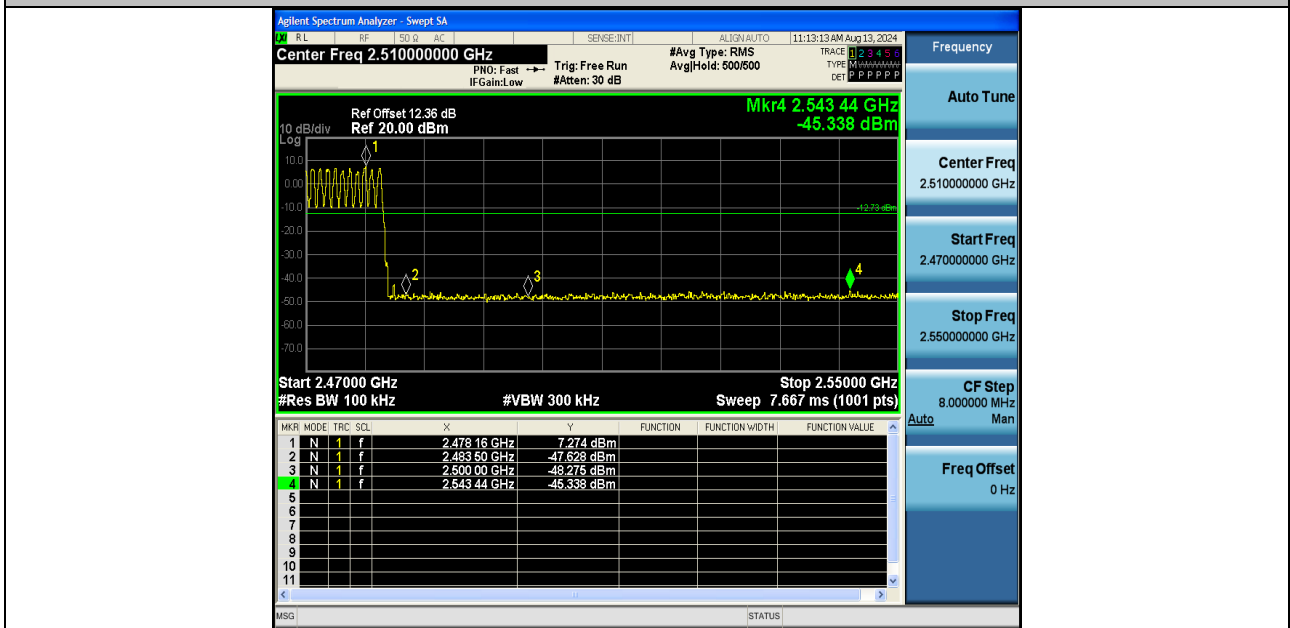 Agilent Spectrum Analyzer - Swept SA
LXI RL RF 50 Ω AC SENSE:INT ALIGN AUTO 11:13:13 AM Aug 13, 2024
Center Freq 2.510000000 GHz
PNO: Fast
IFGain:Low
Trig: Free Run
#Atten: 30 dB
#Avg Type: RMS
Avg|Hold: 500/500
TRACE 1 2 3 4 5 6
TYPE M W W W W W
DET P P P P P P
Mkr4 2.543 44 GHz
-45.338 dBm
Ref Offset 12.36 dB
10 dB/div Ref 20.00 dBm
Log
10.0
0.00
-10.0
-20.0
-30.0
-40.0
-50.0
-60.0
-70.0
1
2
3
4
-12.73 dBm
Start 2.47000 GHz Stop 2.55000 GHz
#Res BW 100 kHz #VBW 300 kHz Sweep 7.667 ms (1001 pts)
MKR MODE TRC SCL X Y FUNCTION FUNCTION WIDTH FUNCTION VALUE
1 N 1 f 2.478 16 GHz 7.274 dBm
2 N 1 f 2.483 50 GHz -47.628 dBm
3 N 1 f 2.500 00 GHz -48.275 dBm
4 N 1 f 2.543 44 GHz -45.338 dBm
5
6
7
8
9
10
11
MSG STATUS
Frequency
Auto Tune
Center Freq
2.510000000 GHz
Start Freq
2.470000000 GHz
Stop Freq
2.550000000 GHz
CF Step
8.000000 MHz
Auto Man
Freq Offset
0 Hz